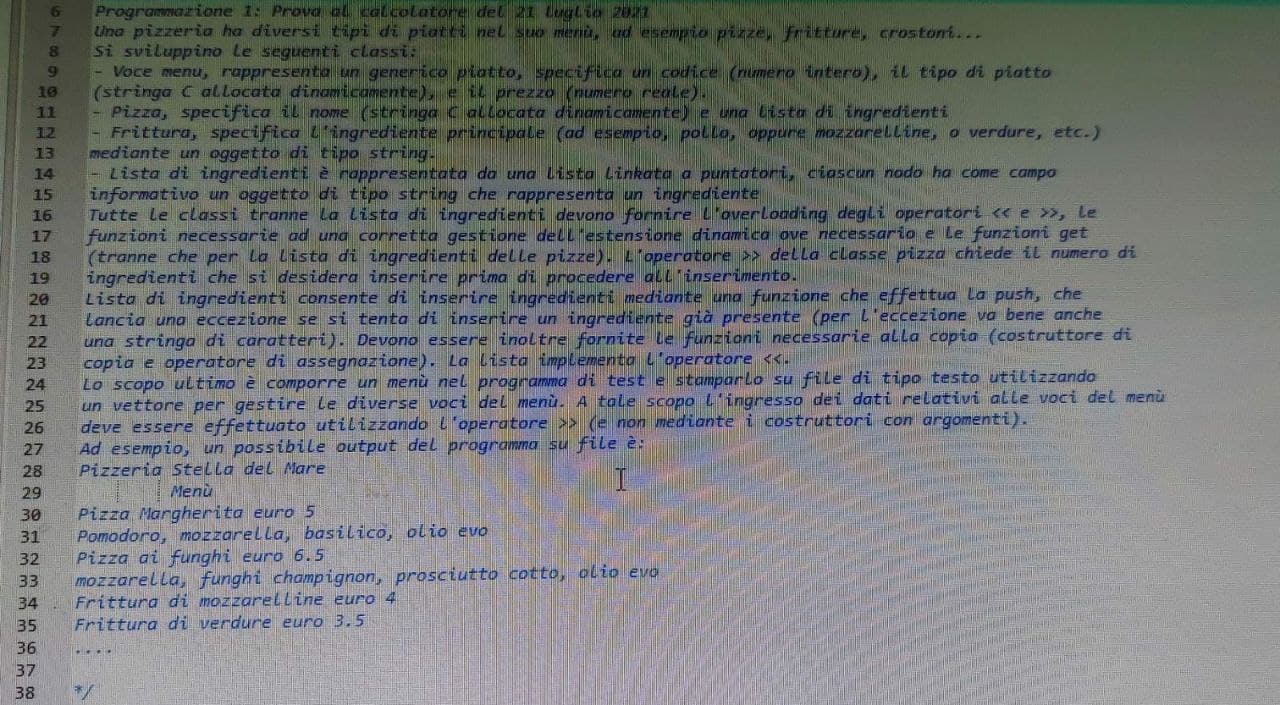 6 Programmazione 1: Prova al calcolatore del 21 luglio 2021
7 Una pizzeria ha diversi tipi di piatti nel suo menù, ad esempio pizze, fritture, crostoni...
8 Si sviluppino le seguenti classi:
9 - Voce menu, rappresenta un generico piatto, specifica un codice (numero intero), il tipo di piatto
10 (stringa C allocata dinamicamente), e il prezzo (numero reale).
11 - Pizza, specifica il nome (stringa C allocata dinamicamente) e una lista di ingredienti
12 - Frittura, specifica l'ingrediente principale (ad esempio, pollo, oppure mozzarelline, o verdure, etc.)
13 mediante un oggetto di tipo string.
14 - Lista di ingredienti è rappresentata da una lista linkata a puntatori, ciascun nodo ha come campo
15 informativo un oggetto di tipo string che rappresenta un ingrediente
16 Tutte le classi tranne la lista di ingredienti devono fornire l'overloading degli operatori << e >>, le
17 funzioni necessarie ad una corretta gestione dell'estensione dinamica ove necessario e le funzioni get
18 (tranne che per la lista di ingredienti delle pizze). L'operatore >> della classe pizza chiede il numero di
19 ingredienti che si desidera inserire prima di procedere all'inserimento.
20 Lista di ingredienti consente di inserire ingredienti mediante una funzione che effettua la push, che
21 lancia una eccezione se si tenta di inserire un ingrediente già presente (per l'eccezione va bene anche
22 una stringa di caratteri). Devono essere inoltre fornite le funzioni necessarie alla copia (costruttore di
23 copia e operatore di assegnazione). La lista implementa l'operatore <<.
24 Lo scopo ultimo è comporre un menù nel programma di test e stamparlo su file di tipo testo utilizzando
25 un vettore per gestire le diverse voci del menù. A tale scopo l'ingresso dei dati relativi alle voci del menù
26 deve essere effettuato utilizzando l'operatore >> (e non mediante i costruttori con argomenti).
27 Ad esempio, un possibile output del programma su file è:
28 Pizzeria Stella del Mare
29 Menù
30 Pizza Margherita euro 5
31 Pomodoro, mozzarella, basilico, olio evo
32 Pizza ai funghi euro 6.5
33 mozzarella, funghi champignon, prosciutto cotto, olio evo
34 Frittura di mozzarelline euro 4
35 Frittura di verdure euro 3.5
36 ....
37
38 */